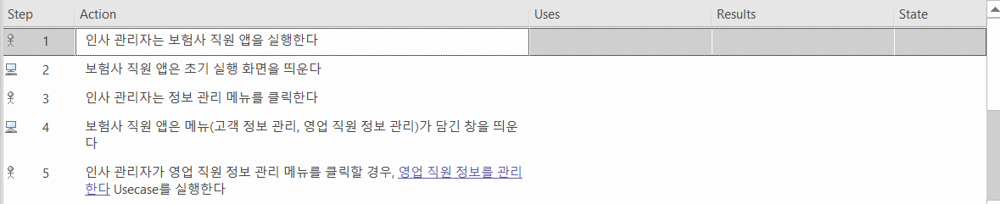 Step Action Uses Results State
1 인사 관리자는 보험사 직원 앱을 실행한다
2 보험사 직원 앱은 초기 실행 화면을 띄운다
3 인사 관리자는 정보 관리 메뉴를 클릭한다
4 보험사 직원 앱은 메뉴(고객 정보 관리, 영업 직원 정보 관리)가 담긴 창을 띄운
다
5 인사 관리자가 영업 직원 정보 관리 메뉴를 클릭할 경우, 영업 직원 정보를 관리
한다 Usecase를 실행한다